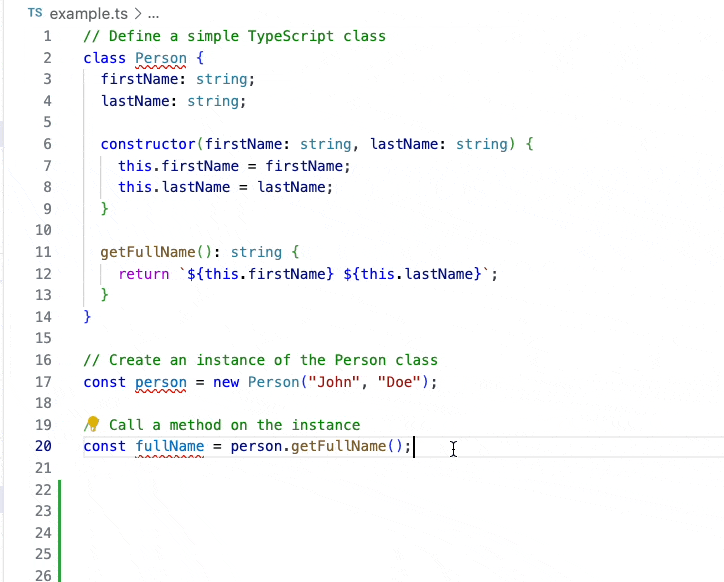 TS example.ts > ...
1 // Define a simple TypeScript class
2 class Person {
3 firstName: string;
4 lastName: string;
5
6 constructor(firstName: string, lastName: string) {
7 this.firstName = firstName;
8 this.lastName = lastName;
9 }
10
11 getFullName(): string {
12 return `${this.firstName} ${this.lastName}`;
13 }
14 }
15
16 // Create an instance of the Person class
17 const person = new Person("John", "Doe");
18
19 / Call a method on the instance
20 const fullName = person.getFullName();
21
22
23
24
25
26